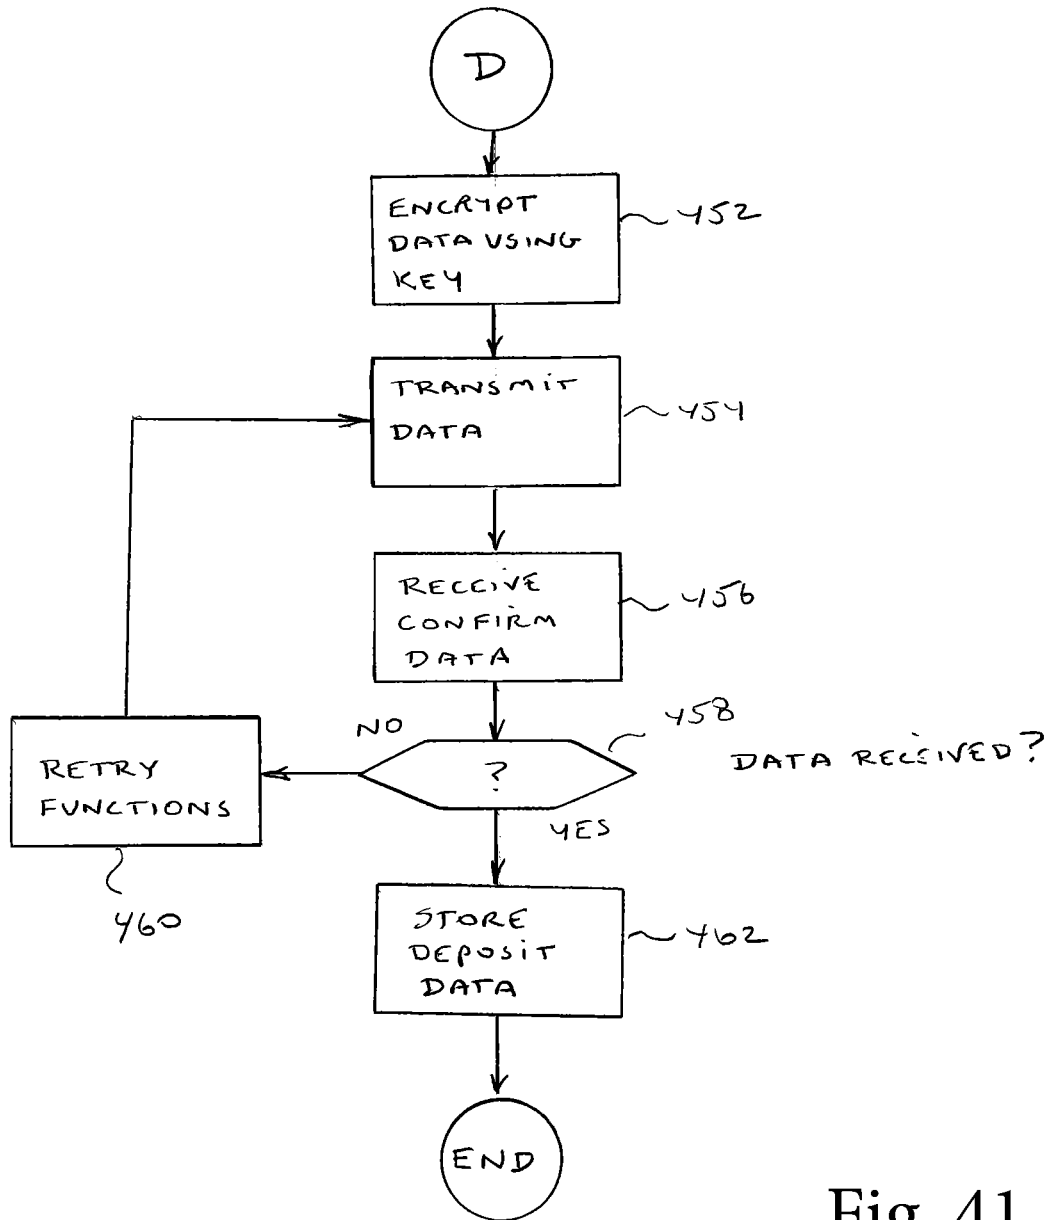 D
ENCRYPT
DATA USING
KEY
452
TRANSMIT
DATA
454
RECEIVE
CONFIRM
DATA
456
NO
458
?
DATA RECEIVED?
RETRY
FUNCTIONS
YES
460
STORE
DEPOSIT
DATA
462
END
Fig. 41